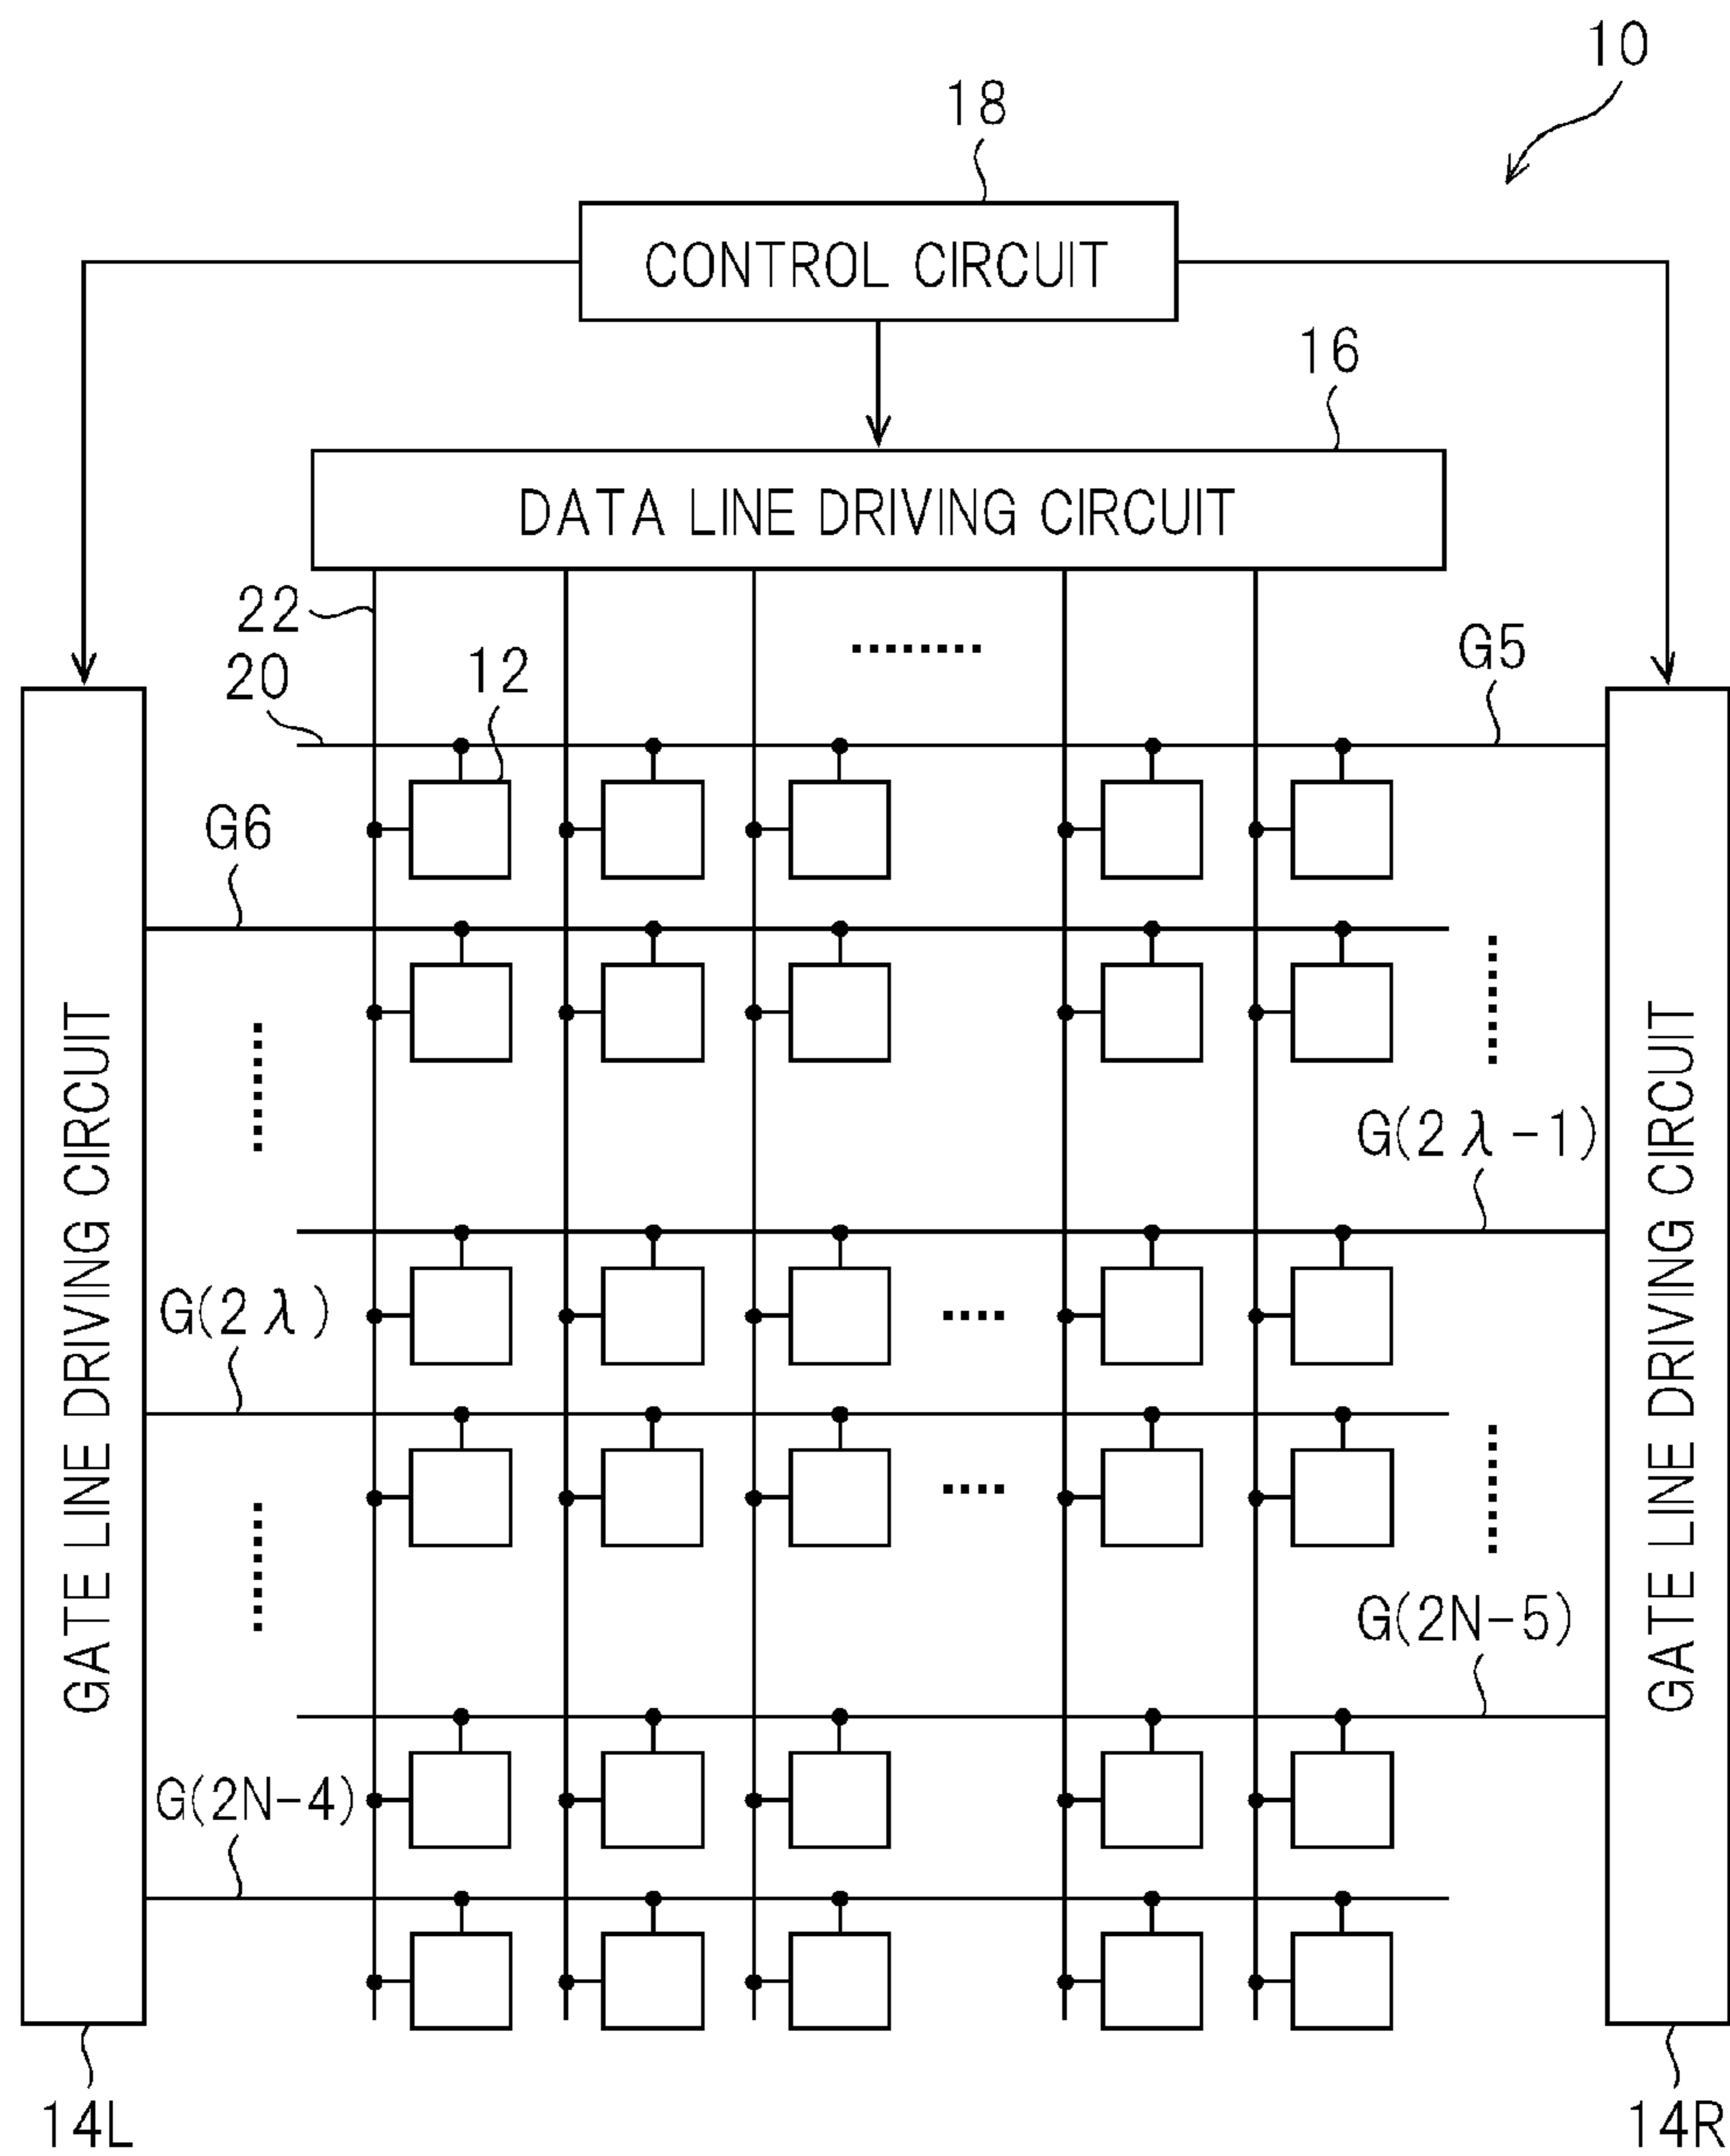 10
18
CONTROL CIRCUIT
16
DATA LINE DRIVING CIRCUIT
22
20
12
G5
G6
G(2λ-1)
G(2λ)
G(2N-5)
G(2N-4)
GATE LINE DRIVING CIRCUIT
GATE LINE DRIVING CIRCUIT
14L
14R